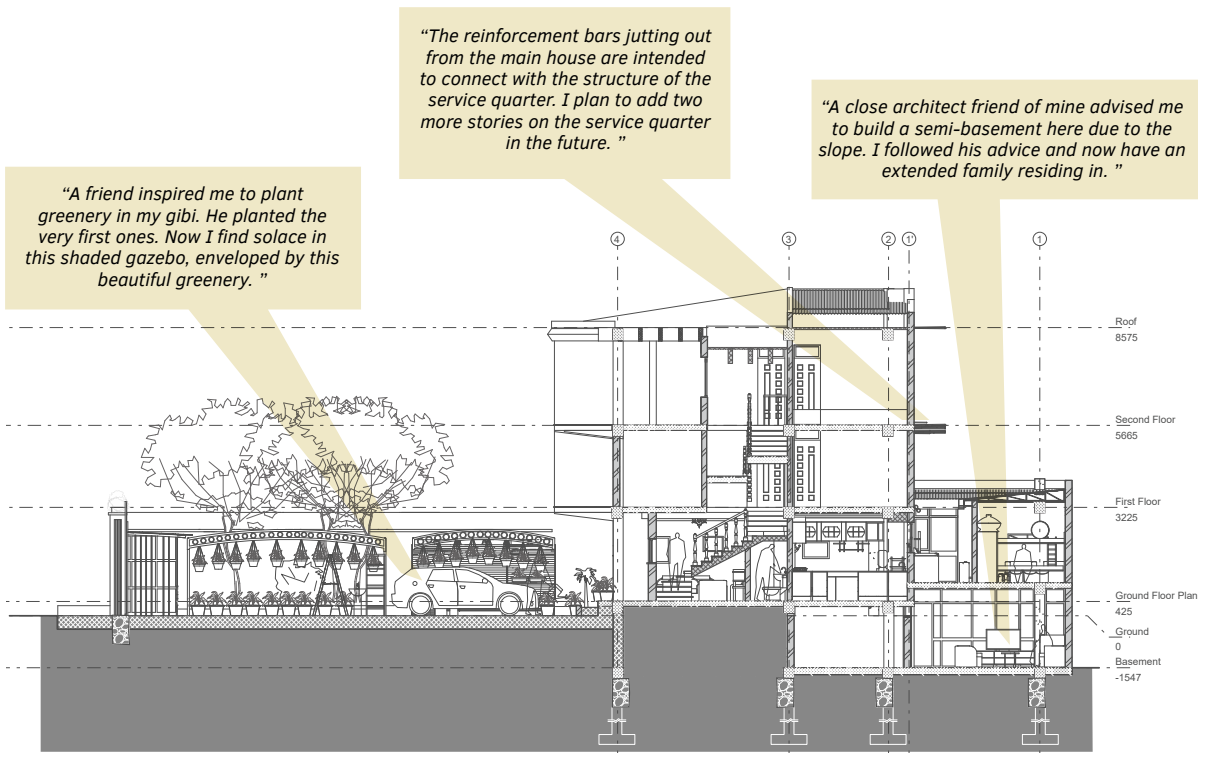 “The reinforcement bars jutting out
from the main house are intended
to connect with the structure of the
service quarter. I plan to add two
more stories on the service quarter
in the future. ”
“A close architect friend of mine advised me
to build a semi-basement here due to the
slope. I followed his advice and now have an
extended family residing in. ”
“A friend inspired me to plant
greenery in my gibi. He planted the
very first ones. Now I find solace in
this shaded gazebo, enveloped by this
beautiful greenery. ”
4
3
2
1'
1
Roof
8575
Second Floor
5665
First Floor
3225
Ground Floor Plan
425
Ground
0
Basement
-1547